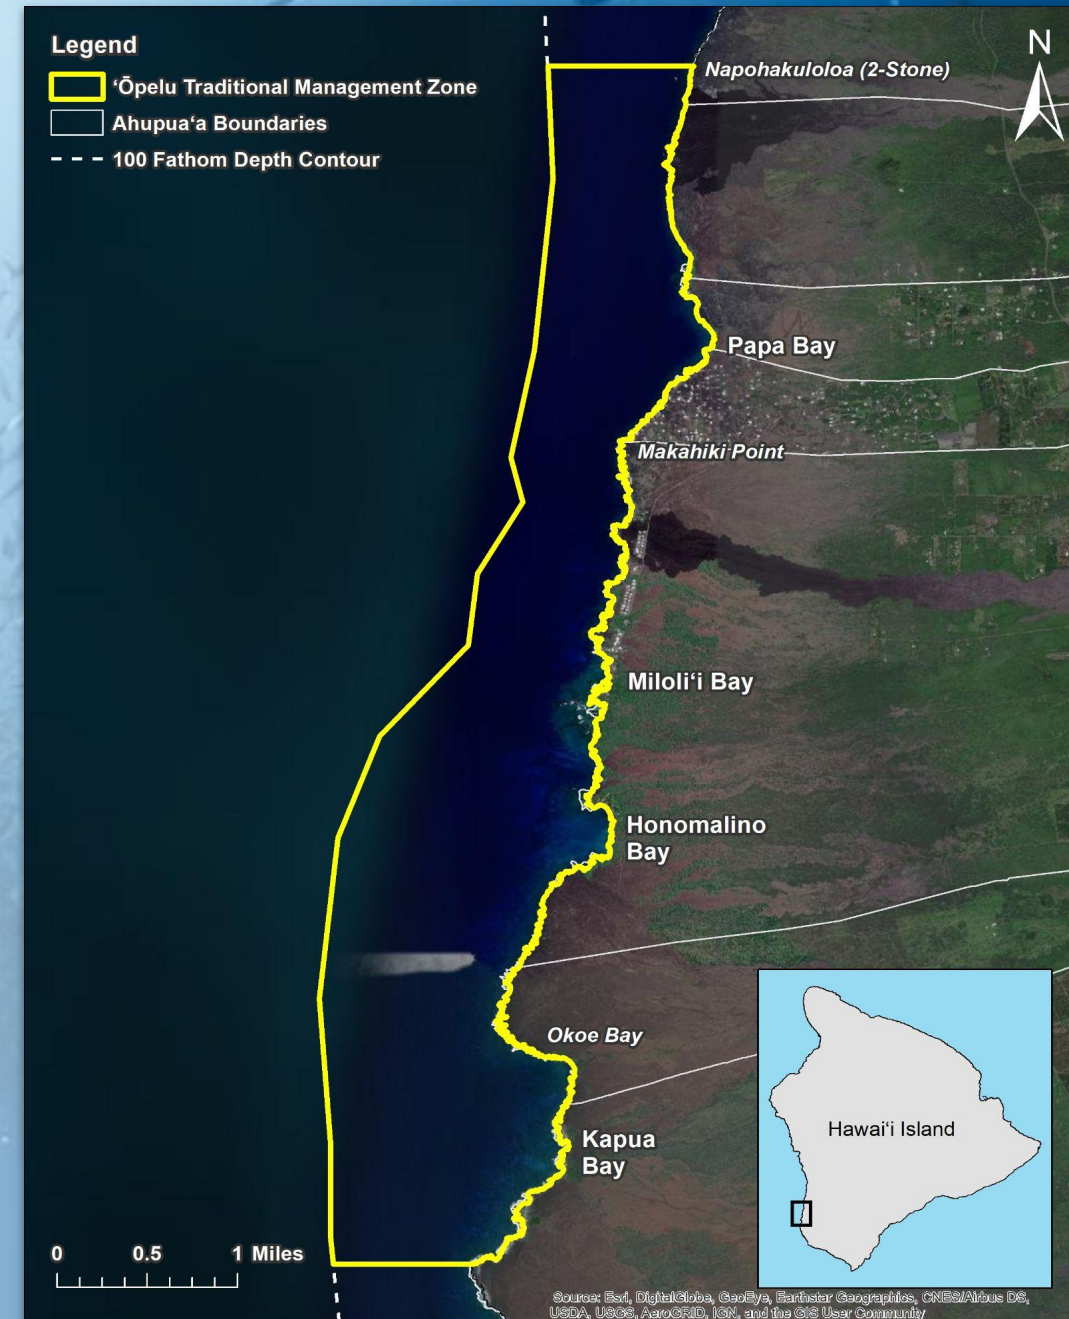 Legend
ʻŌpelu Traditional Management Zone
Ahupuaʻa Boundaries
100 Fathom Depth Contour
N
Napohakuloloa (2-Stone)
Papa Bay
Makahiki Point
Miloliʻi Bay
Honomalino
Bay
Okoe Bay
Kapua
Bay
Hawaiʻi Island
0 0.5 1 Miles
Source: Esri, DigitalGlobe, GeoEye, Earthstar Geographics, CNES/Airbus DS,
USDA, USGS, AeroGRID, IGN, and the GIS User Community